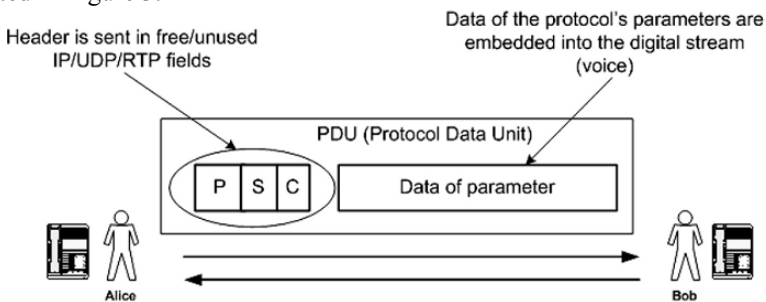 Data of the protocol's parameters are
embedded into the digital stream
(voice)
Header is sent in free/unused
IP/UDP/RTP fields
PDU (Protocol Data Unit)
P S C Data of parameter
Alice Bob